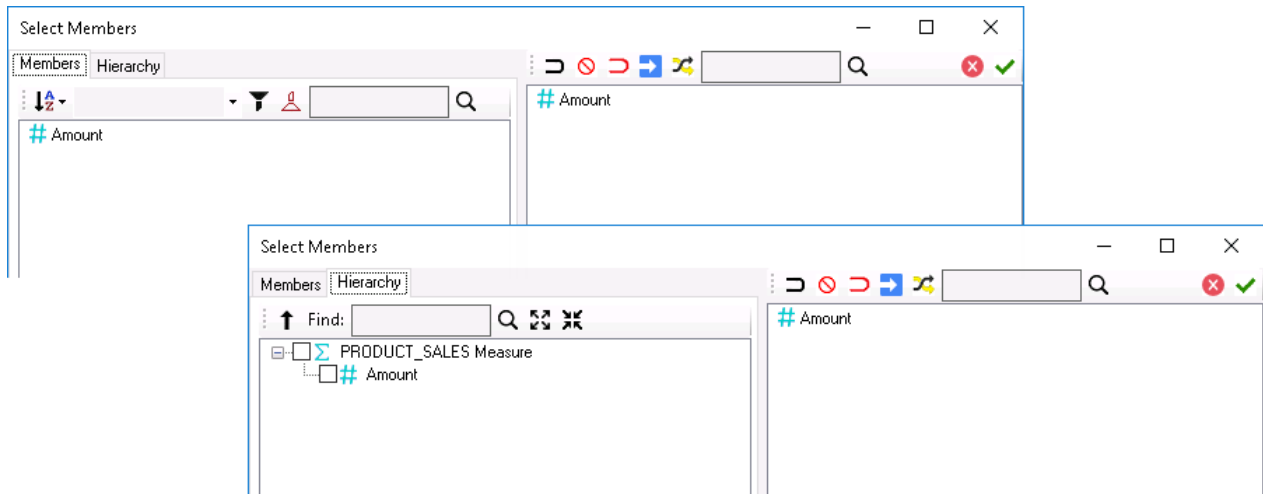 Select Members
Members Hierarchy
Amount
Amount
Select Members
Members Hierarchy
Find:
PRODUCT_SALES Measure
Amount
Amount